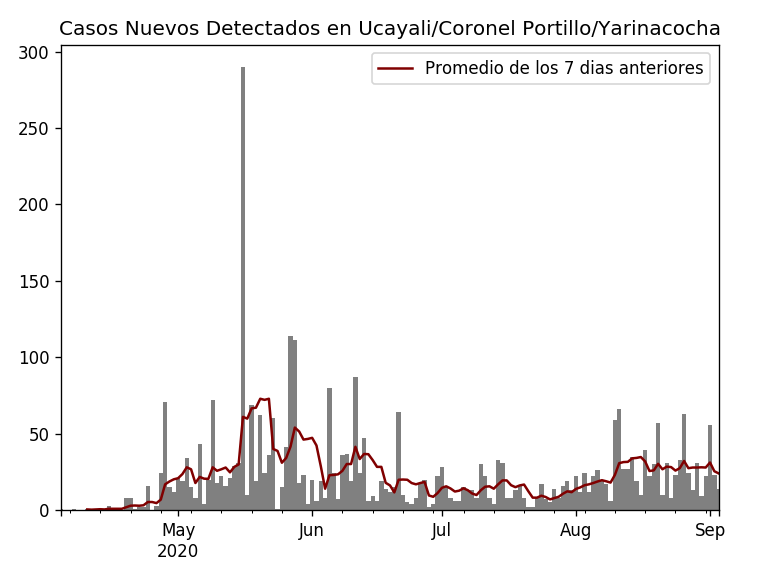 Casos Nuevos Detectados en Ucayali/Coronel Portillo/Yarinacocha
Promedio de los 7 dias anteriores
300
250
200
150
100
50
0
May
2020
Jun
Jul
Aug
Sep